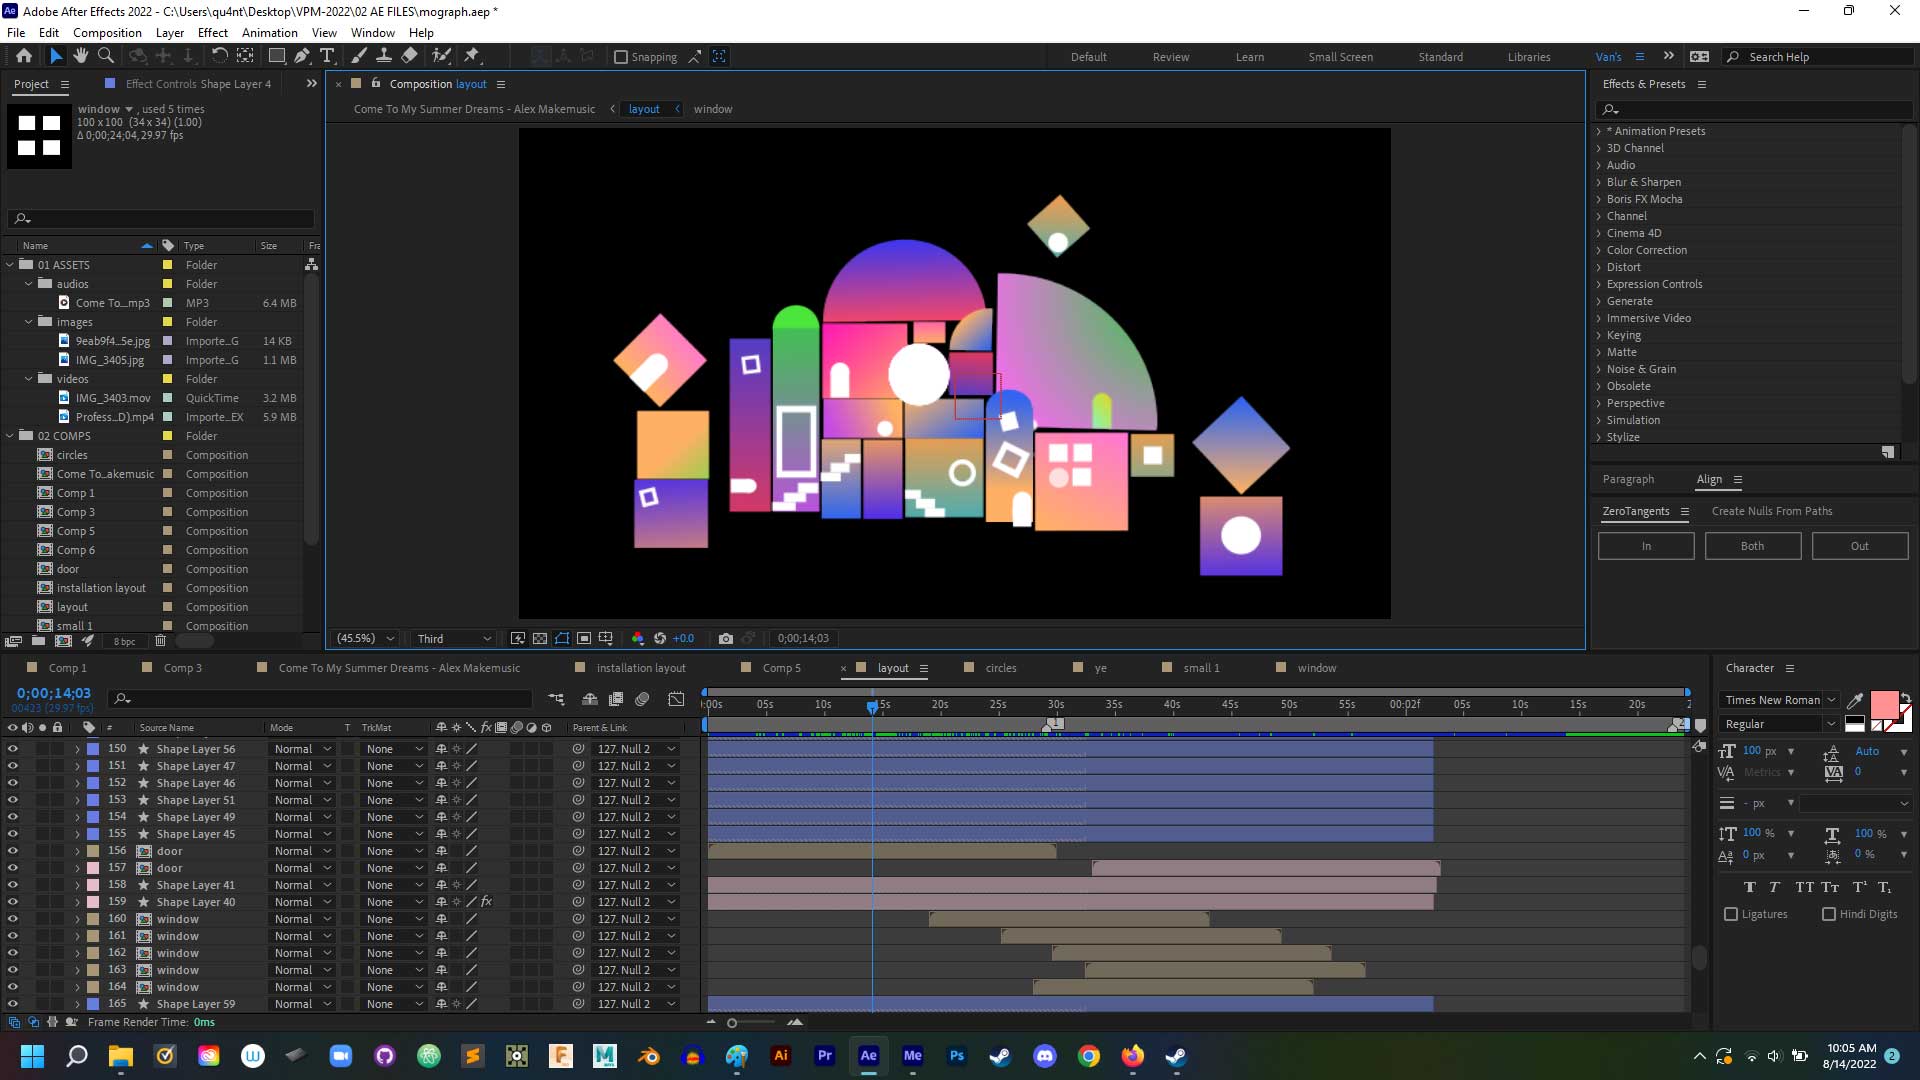 Adobe After Effects 2022 - C:\Users\qu4nt\Desktop\VPM-2022\02 AE FILES\mograph.aep *
File Edit Composition Layer Effect Animation View Window Help
Snapping
Default Review Learn Small Screen Standard Libraries Van's Search Help
Project Effect Controls Shape Layer 4
Composition layout
Effects & Presets
window , used 5 times
100 x 100 (34 x 34) (1.00)
Δ 0;00;24;04, 29.97 fps
Come To My Summer Dreams - Alex Makemusic layout window
Name Type Size Fra
01 ASSETS Folder
audios Folder
Come To....mp3 MP3 6.4 MB
images Folder
9eab9f4...5e.jpg Importe...G 14 KB
IMG_3405.jpg Importe...G 1.1 MB
videos Folder
IMG_3403.mov QuickTime 3.2 MB
Profess...D).mp4 Importe...EX 5.9 MB
02 COMPS Folder
circles Composition
Come To...akemusic Composition
Comp 1 Composition
Comp 3 Composition
Comp 5 Composition
Comp 6 Composition
door Composition
installation layout Composition
layout Composition
small 1 Composition
8 bpc
(45.5%) Third +0.0 0;00;14;03
* Animation Presets
3D Channel
Audio
Blur & Sharpen
Boris FX Mocha
Channel
Cinema 4D
Color Correction
Distort
Expression Controls
Generate
Immersive Video
Keying
Matte
Noise & Grain
Obsolete
Perspective
Simulation
Stylize
Paragraph Align
ZeroTangents Create Nulls From Paths
In Both Out
Comp 1 Comp 3 Come To My Summer Dreams - Alex Makemusic installation layout Comp 5 layout circles ye small 1 window
0;00;14;03
00423 (29.97 fps)
0:00s 05s 10s 15s 20s 25s 30s 35s 40s 45s 50s 55s 00:02f 05s 10s 15s 20s 2
# Source Name Mode T TrkMat fx Parent & Link
1 2
150 Shape Layer 56 Normal None 127. Null 2
151 Shape Layer 47 Normal None 127. Null 2
152 Shape Layer 46 Normal None 127. Null 2
153 Shape Layer 51 Normal None 127. Null 2
154 Shape Layer 49 Normal None 127. Null 2
155 Shape Layer 45 Normal None 127. Null 2
156 door Normal None 127. Null 2
157 door Normal None 127. Null 2
158 Shape Layer 41 Normal None 127. Null 2
159 Shape Layer 40 Normal None fx 127. Null 2
160 window Normal None 127. Null 2
161 window Normal None 127. Null 2
162 window Normal None 127. Null 2
163 window Normal None 127. Null 2
164 window Normal None 127. Null 2
165 Shape Layer 59 Normal None 127. Null 2
Frame Render Time: 0ms
Character
Times New Roman
Regular
100 px Auto
Metrics 0
- px
100 % 100 %
0 px 0 %
T T TT Tt T¹ T₁
Ligatures Hindi Digits
Ai Pr Ae Me Ps
10:05 AM
8/14/2022 2